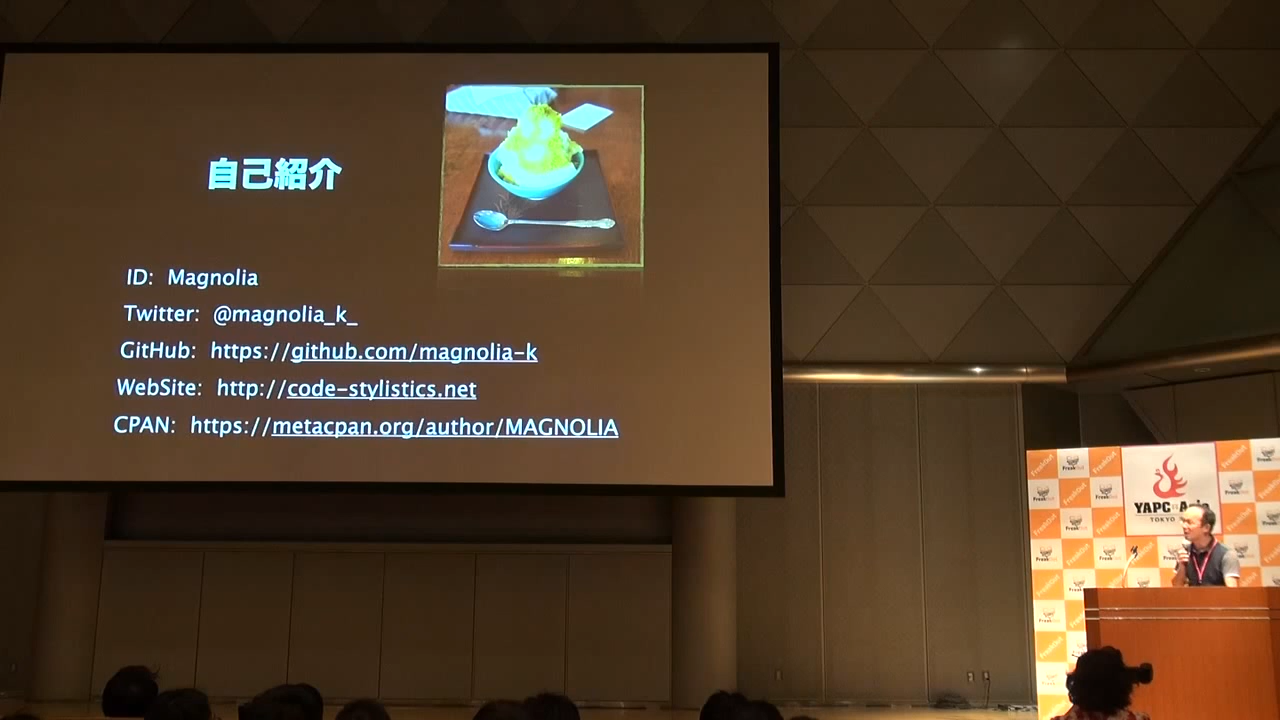 自己紹介
ID: Magnolia
Twitter: @magnolia_k_
GitHub: https://github.com/magnolia-k
WebSite: http://code-stylistics.net
CPAN: https://metacpan.org/author/MAGNOLIA
FreakOut
YAPC::Asia
TOKYO